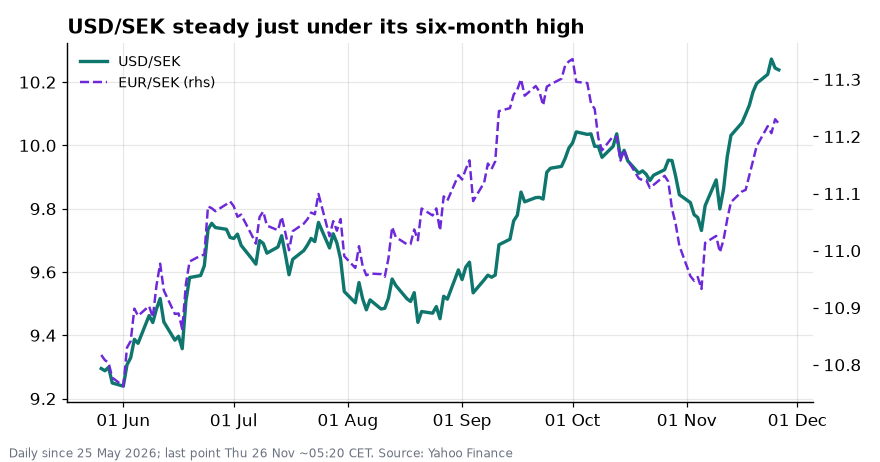 USD/SEK steady just under its six-month high
USD/SEK
EUR/SEK (rhs)
10.2
10.0
9.8
9.6
9.4
9.2
11.3
11.2
11.1
11.0
10.9
10.8
01 Jun
01 Jul
01 Aug
01 Sep
01 Oct
01 Nov
01 Dec
Daily since 25 May 2026; last point Thu 26 Nov ~05:20 CET. Source: Yahoo Finance